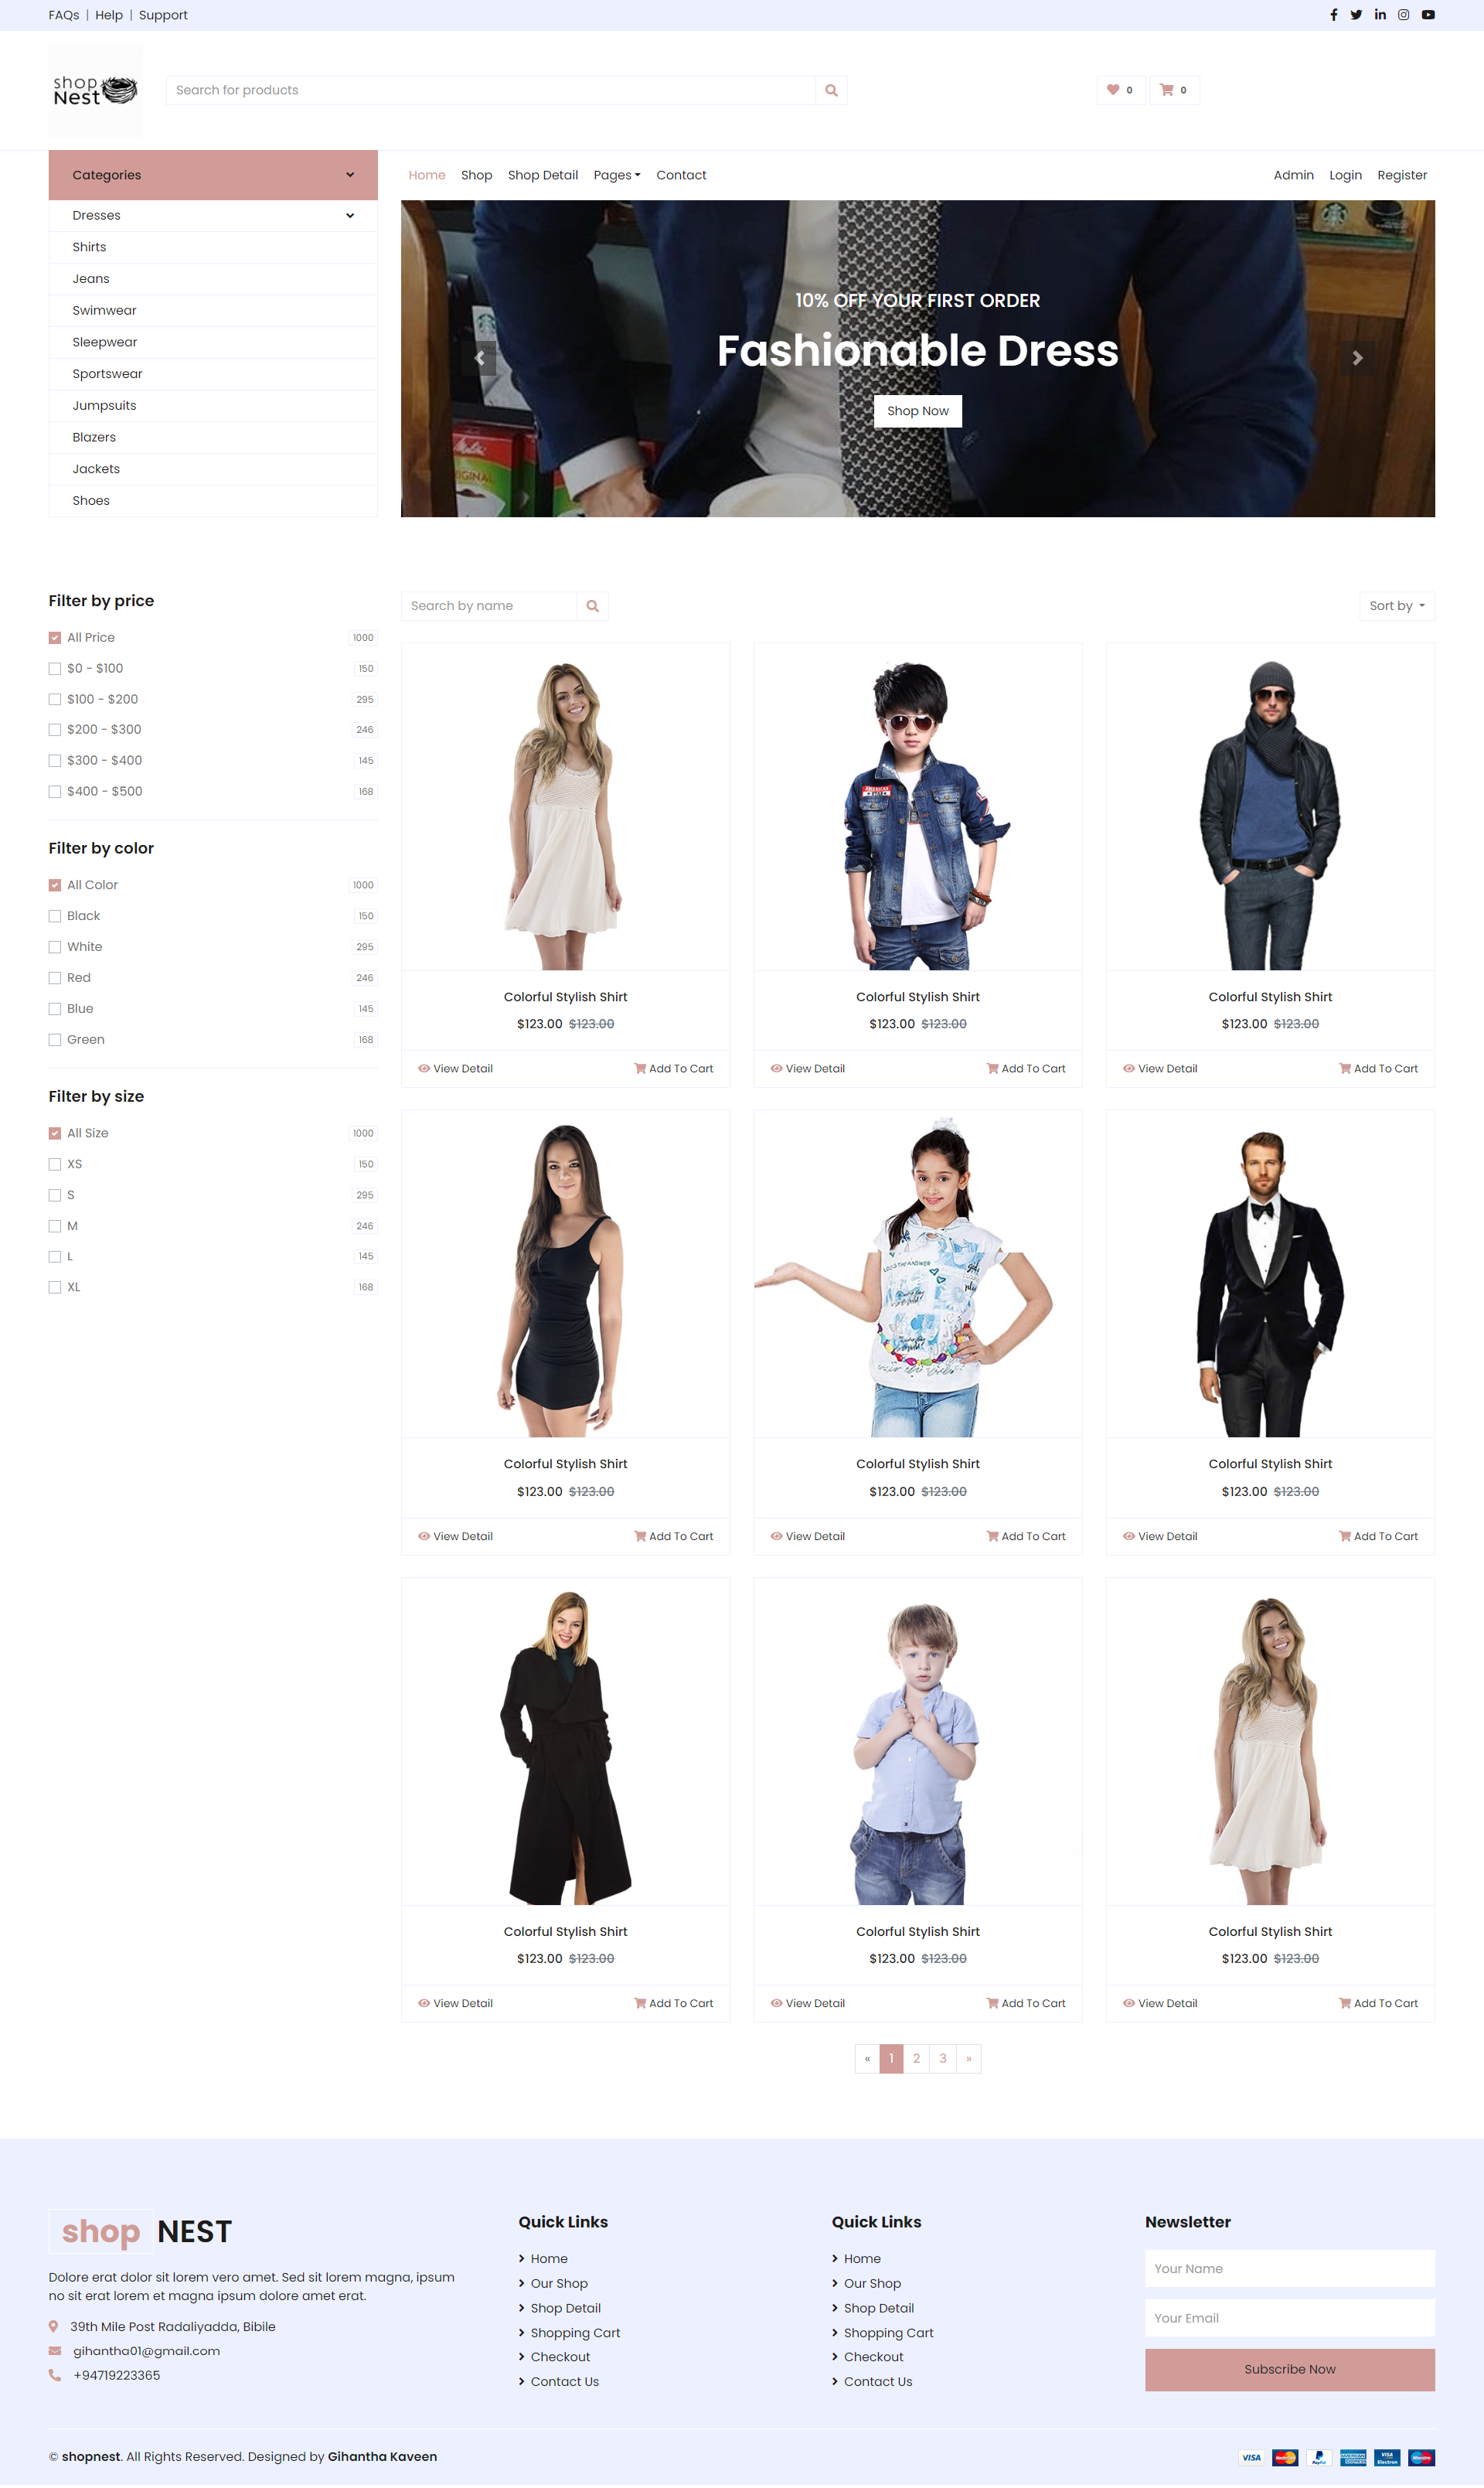 FAQs | Help | Support
shop
Nest
Search for products
0 0
Categories
Home Shop Shop Detail Pages Contact Admin Login Register
Dresses
Shirts
Jeans
Swimwear
Sleepwear
Sportswear
Jumpsuits
Blazers
Jackets
Shoes
10% OFF YOUR FIRST ORDER
Fashionable Dress
Shop Now
Filter by price
All Price 1000
$0 - $100 150
$100 - $200 295
$200 - $300 246
$300 - $400 145
$400 - $500 168
Filter by color
All Color 1000
Black 150
White 295
Red 246
Blue 145
Green 168
Filter by size
All Size 1000
XS 150
S 295
M 246
L 145
XL 168
Search by name Sort by
Colorful Stylish Shirt Colorful Stylish Shirt Colorful Stylish Shirt
$123.00 $123.00 $123.00 $123.00 $123.00 $123.00
View Detail Add To Cart View Detail Add To Cart View Detail Add To Cart
Colorful Stylish Shirt Colorful Stylish Shirt Colorful Stylish Shirt
$123.00 $123.00 $123.00 $123.00 $123.00 $123.00
View Detail Add To Cart View Detail Add To Cart View Detail Add To Cart
Colorful Stylish Shirt Colorful Stylish Shirt Colorful Stylish Shirt
$123.00 $123.00 $123.00 $123.00 $123.00 $123.00
View Detail Add To Cart View Detail Add To Cart View Detail Add To Cart
« 1 2 3 »
shop NEST
Dolore erat dolor sit lorem vero amet. Sed sit lorem magna, ipsum
no sit erat lorem et magna ipsum dolore amet erat.
39th Mile Post Radaliyadda, Bibile
gihantha01@gmail.com
+94719223365
Quick Links
Home
Our Shop
Shop Detail
Shopping Cart
Checkout
Contact Us
Quick Links
Home
Our Shop
Shop Detail
Shopping Cart
Checkout
Contact Us
Newsletter
Your Name
Your Email
Subscribe Now
© shopnest. All Rights Reserved. Designed by Gihantha Kaveen
VISA MasterCard PayPal AMERICAN EXPRESS VISA Electron Maestro